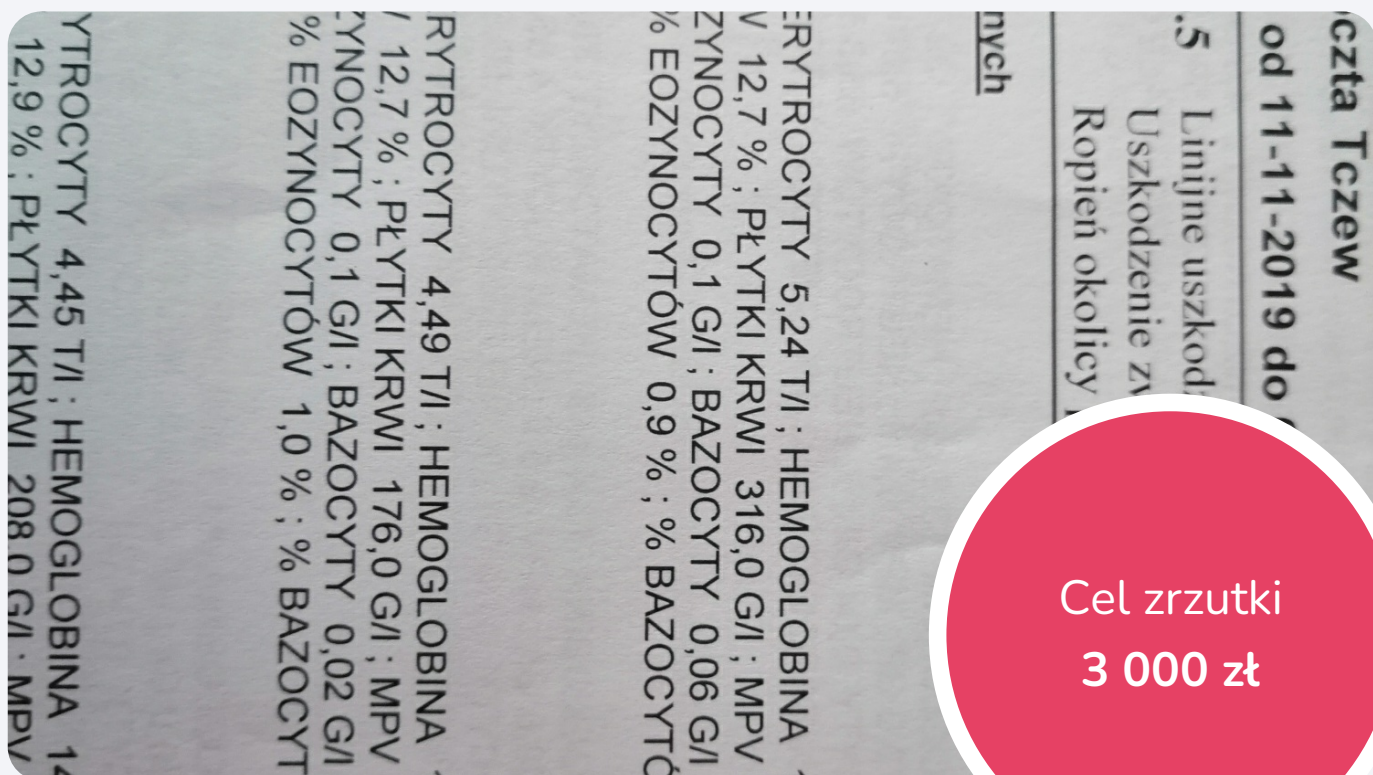 oczta Tczew
od 11-11-2019 do
.5 Linijne uszkodz
Uszkodzenie zw
Ropień okolicy
nych
ERYTROCYTY 5,24 T/l ; HEMOGLOBINA
V 12,7 % ; PŁYTKI KRWI 316,0 G/l ; MPV
ZYNOCYTY 0,1 G/l ; BAZOCYTY 0,06 G/l
% EOZYNOCYTÓW 0,9 % ; % BAZOCYTÓ
RYTROCYTY 4,49 T/l ; HEMOGLOBINA
12,7 % ; PŁYTKI KRWI 176,0 G/l ; MPV
ZYNOCYTY 0,1 G/l ; BAZOCYTY 0,02 G/l
% EOZYNOCYTÓW 1,0 % ; % BAZOCYT
YTROCYTY 4,45 T/l ; HEMOGLOBINA 14
12,9 % ; PŁYTKI KRWI 208,0 G/l ; MPV
Cel zrzutki
3 000 zł